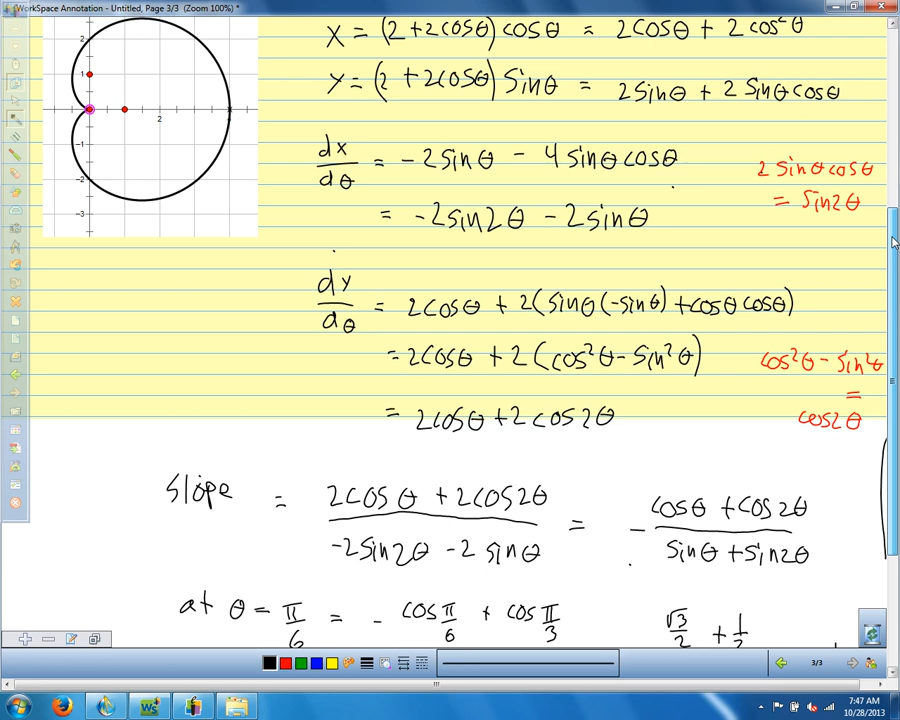 WorkSpace Annotation - Untitled, Page 3/3 (Zoom 100%) *
2
1
2
-1
-2
-3
x = (2 + 2cosθ) cosθ = 2cosθ + 2 cos²θ
y = (2 + 2cosθ) sinθ = 2sinθ + 2 sinθ cosθ
dx/dθ = -2sinθ - 4 sinθ cosθ
2 sinθ cosθ
= sin2θ
= -2sin2θ - 2sinθ
dy/dθ = 2cosθ + 2(sinθ(-sinθ) + cosθ cosθ)
= 2cosθ + 2(cos²θ - sin²θ)
cos²θ - sin²θ
=
cos2θ
= 2cosθ + 2cos2θ
slope = (2cosθ + 2cos2θ)/(-2sin2θ - 2sinθ) = - (cosθ + cos2θ)/(sinθ + sin2θ)
at θ = π/6 = - cos π/6 + cos π/3 √3/2 + 1/2
3/3
7:47 AM
10/28/2013